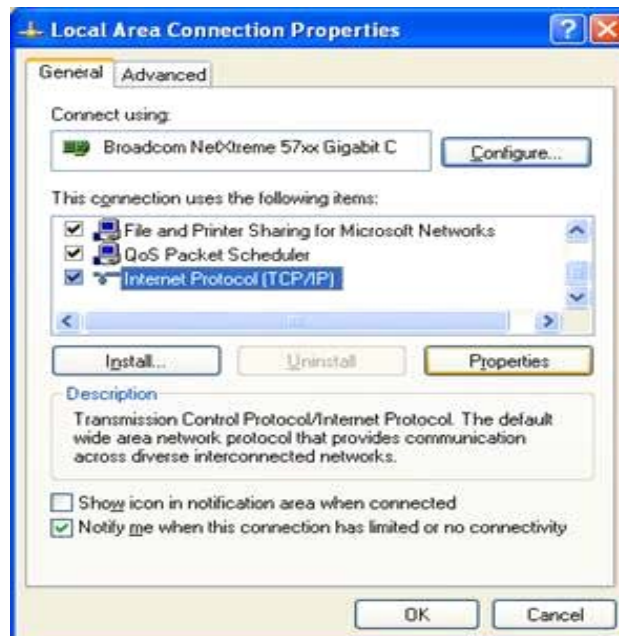 Local Area Connection Properties
General
Advanced
Connect using:
Broadcom NetXtreme 57xx Gigabit C
Configure...
This connection uses the following items:
File and Printer Sharing for Microsoft Networks
QoS Packet Scheduler
Internet Protocol (TCP/IP)
Install...
Uninstall
Properties
Description
Transmission Control Protocol/Internet Protocol. The default
wide area network protocol that provides communication
across diverse interconnected networks.
Show icon in notification area when connected
Notify me when this connection has limited or no connectivity
OK
Cancel